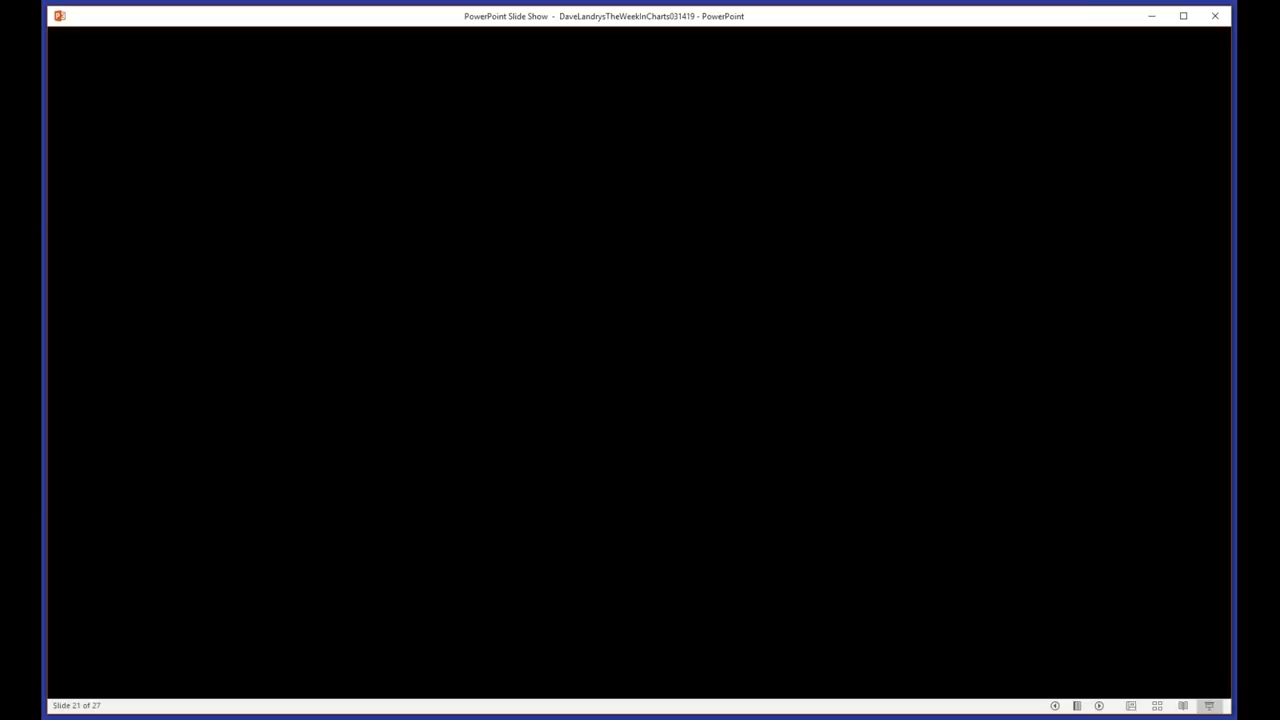 PowerPoint Slide Show - DaveLandrysTheWeekInCharts031419 - PowerPoint
Slide 21 of 27